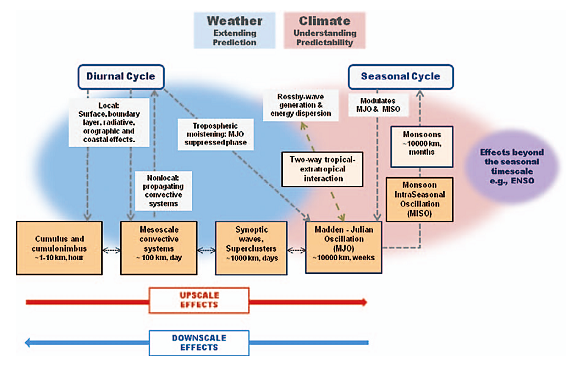 Weather
Extending
Prediction
Climate
Understanding
Predictability
Diurnal Cycle
Seasonal Cycle
Local:
Surface, boundary
layer, radiative,
orographic and
coastal effects.
Rossby-wave
generation &
energy dispersion
Modulates
MJO & MISO
Tropospheric
moistening: MJO
suppressed phase
Monsoons
~10000 km,
months
Effects beyond
the seasonal
timescale
e.g., ENSO
Two-way tropical-
extratropical
interaction
Nonlocal:
propagating
convective
systems
Monsoon
IntraSeasonal
Oscillation (MISO)
Cumulus and
cumulonimbus
~1-10 km, hour
Mesoscale
convective
systems
~ 100 km, day
Synoptic
waves,
Superclusters
~1000 km, days
Madden - Julian
Oscillation
(MJO)
~10000 km, weeks
UPSCALE
EFFECTS
DOWNSCALE
EFFECTS